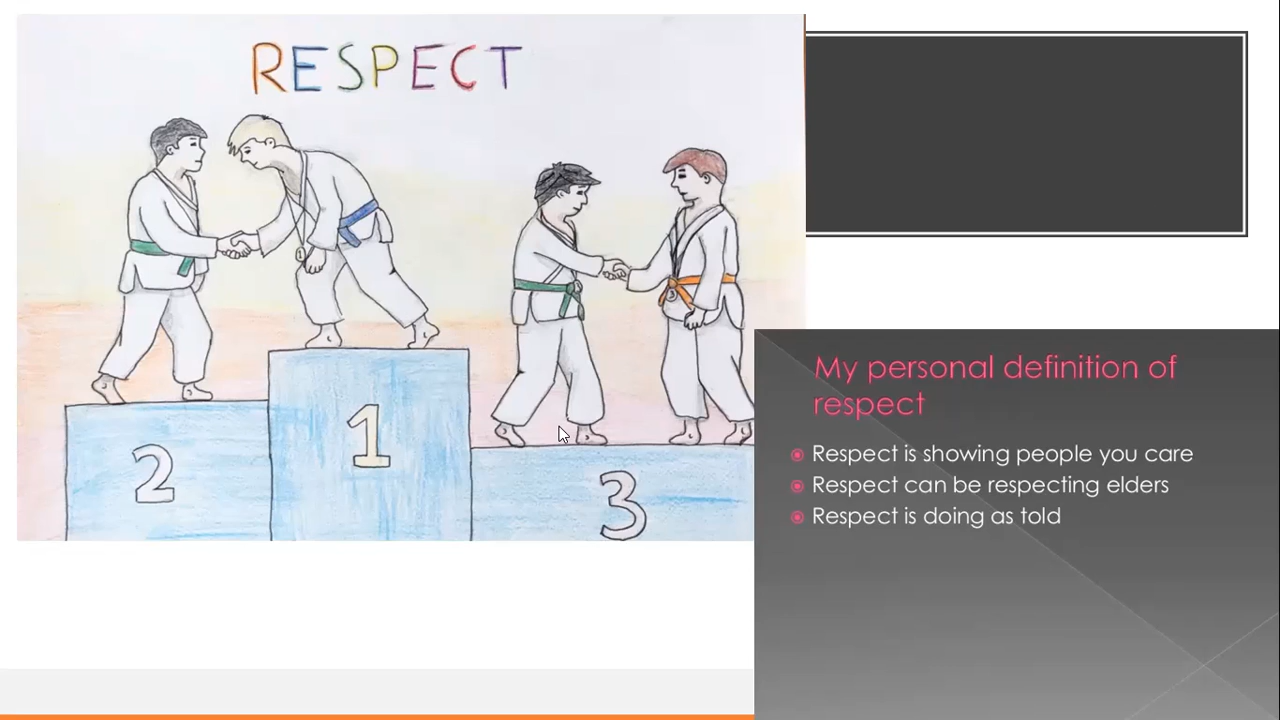 RESPECT
2
1
3
My personal definition of
respect
Respect is showing people you care
Respect can be respecting elders
Respect is doing as told